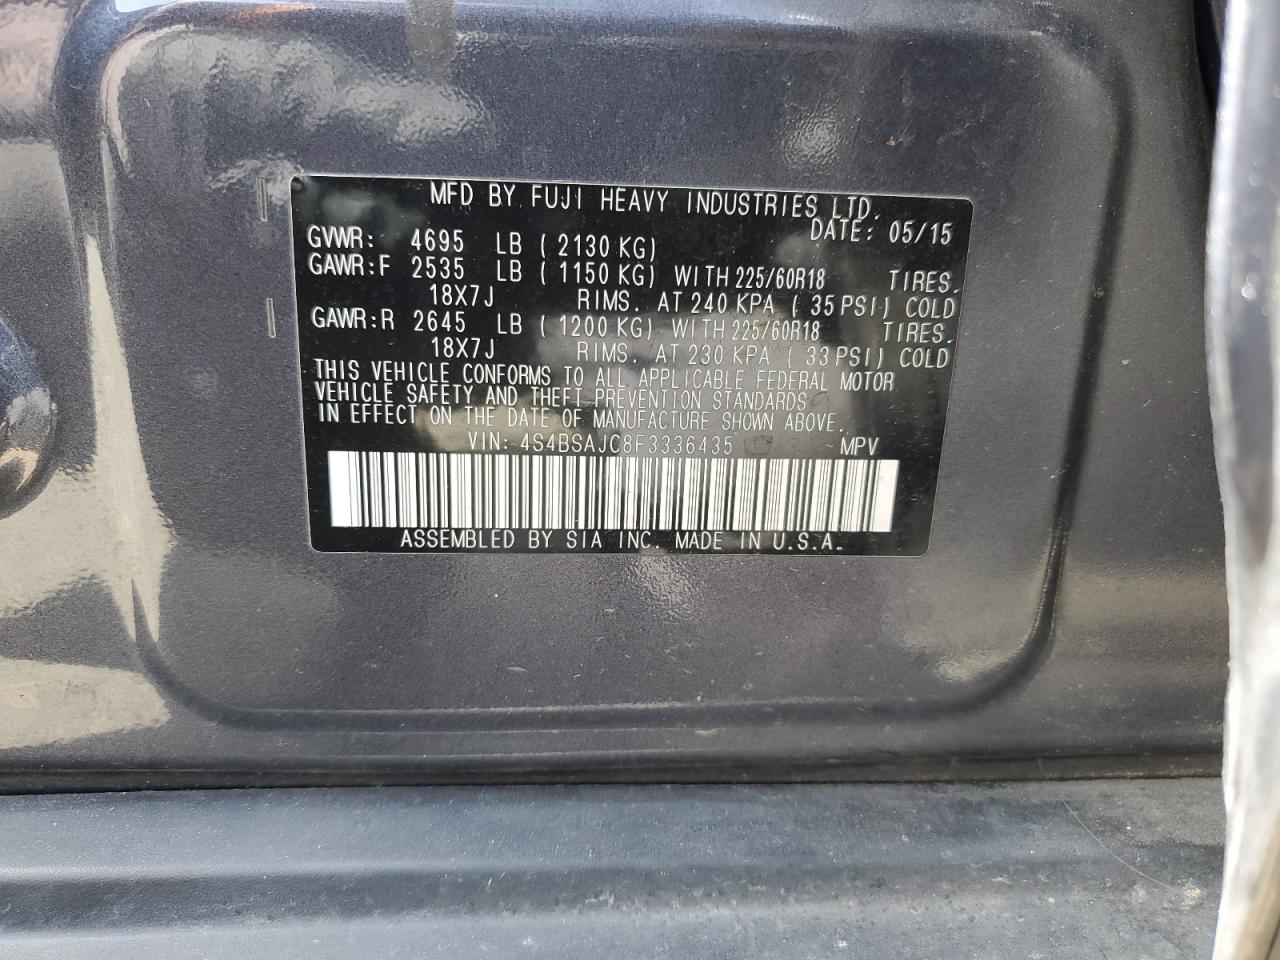 MFD BY FUJI HEAVY INDUSTRIES LTD.
DATE: 05/15
GVWR: 4695 LB ( 2130 KG)
GAWR:F 2535 LB ( 1150 KG) WITH 225/60R18 TIRES.
18X7J RIMS. AT 240 KPA ( 35 PSI) COLD
GAWR:R 2645 LB ( 1200 KG) WITH 225/60R18 TIRES.
18X7J RIMS. AT 230 KPA ( 33 PSI) COLD
THIS VEHICLE CONFORMS TO ALL APPLICABLE FEDERAL MOTOR
VEHICLE SAFETY AND THEFT PREVENTION STANDARDS
IN EFFECT ON THE DATE OF MANUFACTURE SHOWN ABOVE.
VIN: 4S4BSAJC8F3336435 MPV
ASSEMBLED BY SIA INC. MADE IN U.S.A.